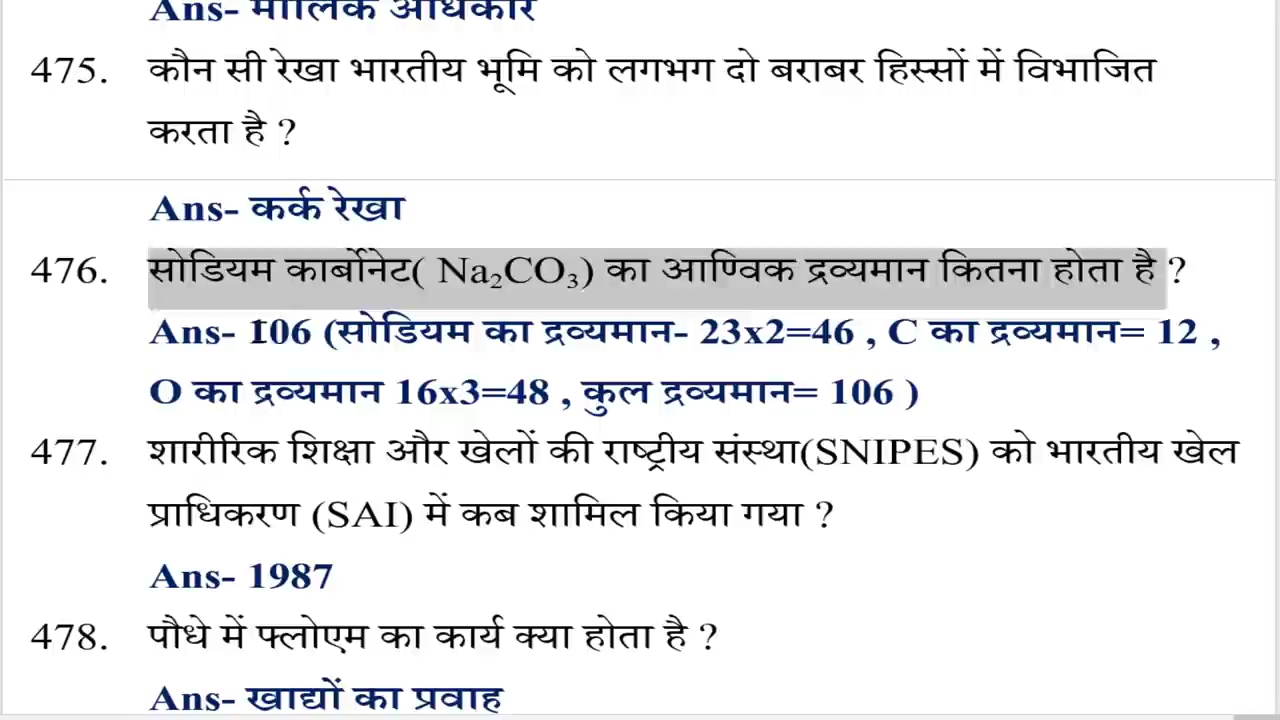 Ans- मौलिक अधिकार
475. कौन सी रेखा भारतीय भूमि को लगभग दो बराबर हिस्सों में विभाजित
करता है ?
Ans- कर्क रेखा
476. सोडियम कार्बोनेट( Na₂CO₃) का आण्विक द्रव्यमान कितना होता है ?
Ans- 106 (सोडियम का द्रव्यमान- 23x2=46 , C का द्रव्यमान= 12 ,
O का द्रव्यमान 16x3=48 , कुल द्रव्यमान= 106 )
477. शारीरिक शिक्षा और खेलों की राष्ट्रीय संस्था(SNIPES) को भारतीय खेल
प्राधिकरण (SAI) में कब शामिल किया गया ?
Ans- 1987
478. पौधे में फ्लोएम का कार्य क्या होता है ?
Ans- खाद्यों का प्रवाह